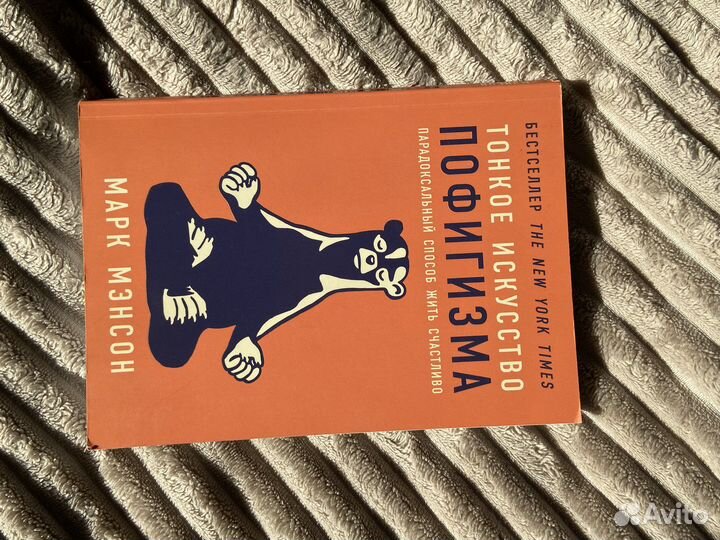 БЕСТСЕЛЛЕР THE NEW YORK TIMES
ТОНКОЕ ИСКУССТВО
ПОФИГИЗМА
ПАРАДОКСАЛЬНЫЙ СПОСОБ ЖИТЬ СЧАСТЛИВО
МАРК МЭНСОН
Avito